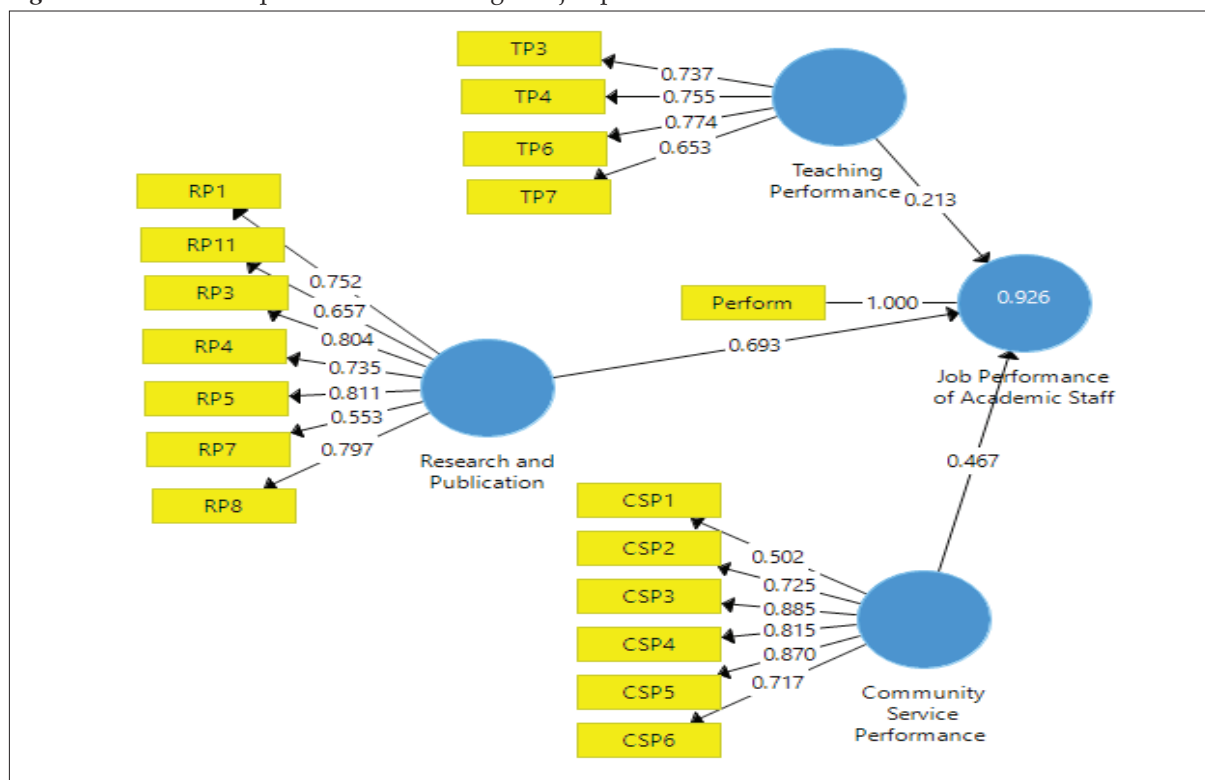 TP3
0.737
TP4
0.755
TP6
0.774
TP7
0.653
Teaching
Performance
0.213
RP1
0.752
RP11
0.657
RP3
0.804
RP4
0.735
RP5
0.811
RP7
0.553
RP8
0.797
Research and
Publication
0.693
Perform
1.000
0.926
Job Performance
of Academic Staff
0.467
CSP1
0.502
CSP2
0.725
CSP3
0.885
CSP4
0.815
CSP5
0.870
CSP6
0.717
Community
Service
Performance